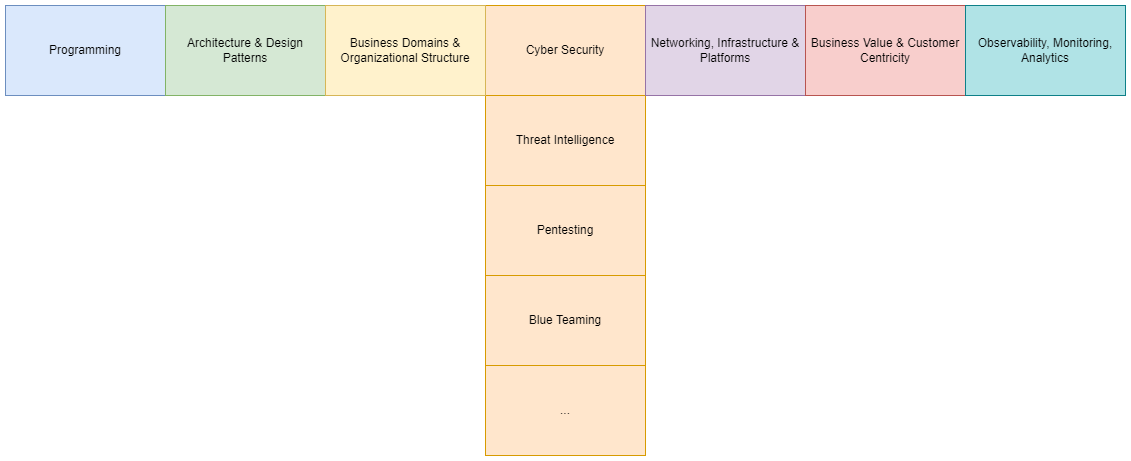 Programming
Architecture & Design
Patterns
Business Domains &
Organizational Structure
Cyber Security
Networking, Infrastructure &
Platforms
Business Value & Customer
Centricity
Observability, Monitoring,
Analytics
Threat Intelligence
Pentesting
Blue Teaming
...